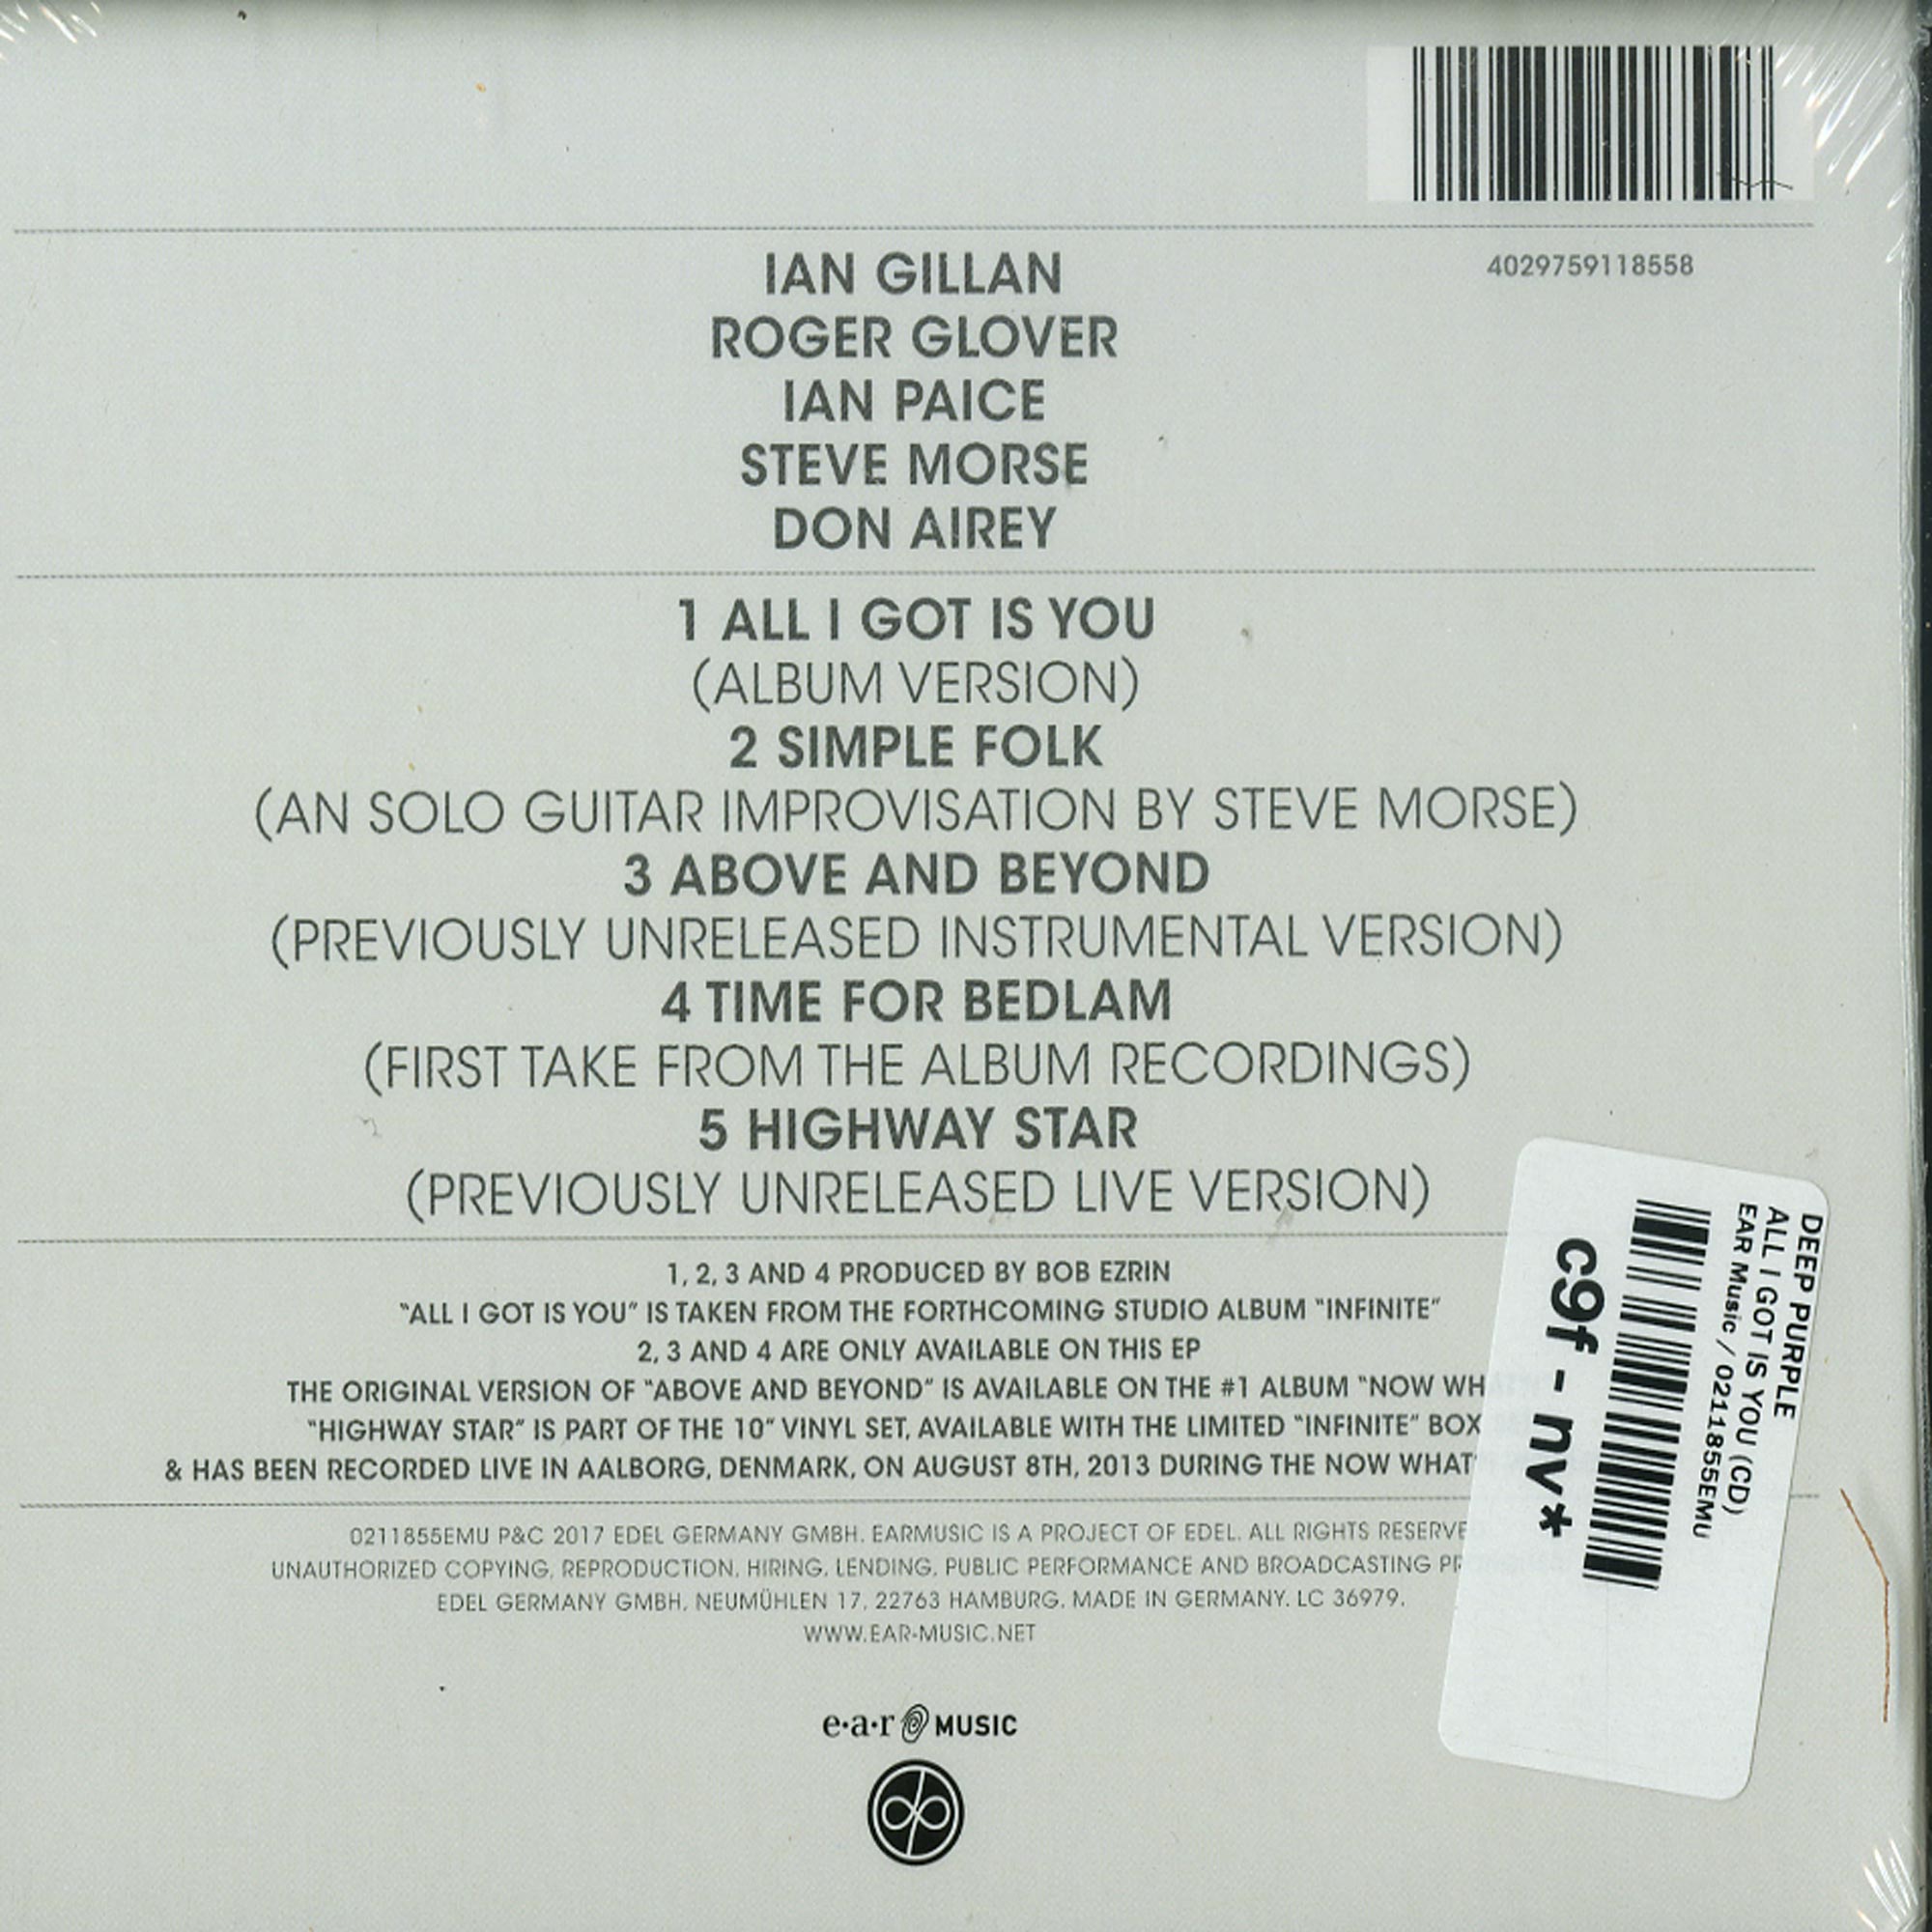 4029759118558
IAN GILLAN
ROGER GLOVER
IAN PAICE
STEVE MORSE
DON AIREY
1 ALL I GOT IS YOU
(ALBUM VERSION)
2 SIMPLE FOLK
(AN SOLO GUITAR IMPROVISATION BY STEVE MORSE)
3 ABOVE AND BEYOND
(PREVIOUSLY UNRELEASED INSTRUMENTAL VERSION)
4 TIME FOR BEDLAM
(FIRST TAKE FROM THE ALBUM RECORDINGS)
5 HIGHWAY STAR
(PREVIOUSLY UNRELEASED LIVE VERSION)
1, 2, 3 AND 4 PRODUCED BY BOB EZRIN
"ALL I GOT IS YOU" IS TAKEN FROM THE FORTHCOMING STUDIO ALBUM "INFINITE"
2, 3 AND 4 ARE ONLY AVAILABLE ON THIS EP
THE ORIGINAL VERSION OF "ABOVE AND BEYOND" IS AVAILABLE ON THE #1 ALBUM "NOW
"HIGHWAY STAR" IS PART OF THE 10" VINYL SET, AVAILABLE WITH THE LIMITED "INFINITE" BOX
& HAS BEEN RECORDED LIVE IN AALBORG, DENMARK, ON AUGUST 8TH, 2013 DURING THE NOW
0211855EMU P&C 2017 EDEL GERMANY GMBH. EARMUSIC IS A PROJECT OF EDEL. ALL RIGHTS
UNAUTHORIZED COPYING, REPRODUCTION, HIRING, LENDING, PUBLIC PERFORMANCE AND BROADCASTING
EDEL GERMANY GMBH, NEUMÜHLEN 17, 22763 HAMBURG. MADE IN GERMANY. LC 36979.
WWW.EAR-MUSIC.NET
e·a·r MUSIC
DEEP PURPLE
ALL I GOT IS YOU (CD)
EAR Music / 0211855EMU
c9f - nv*